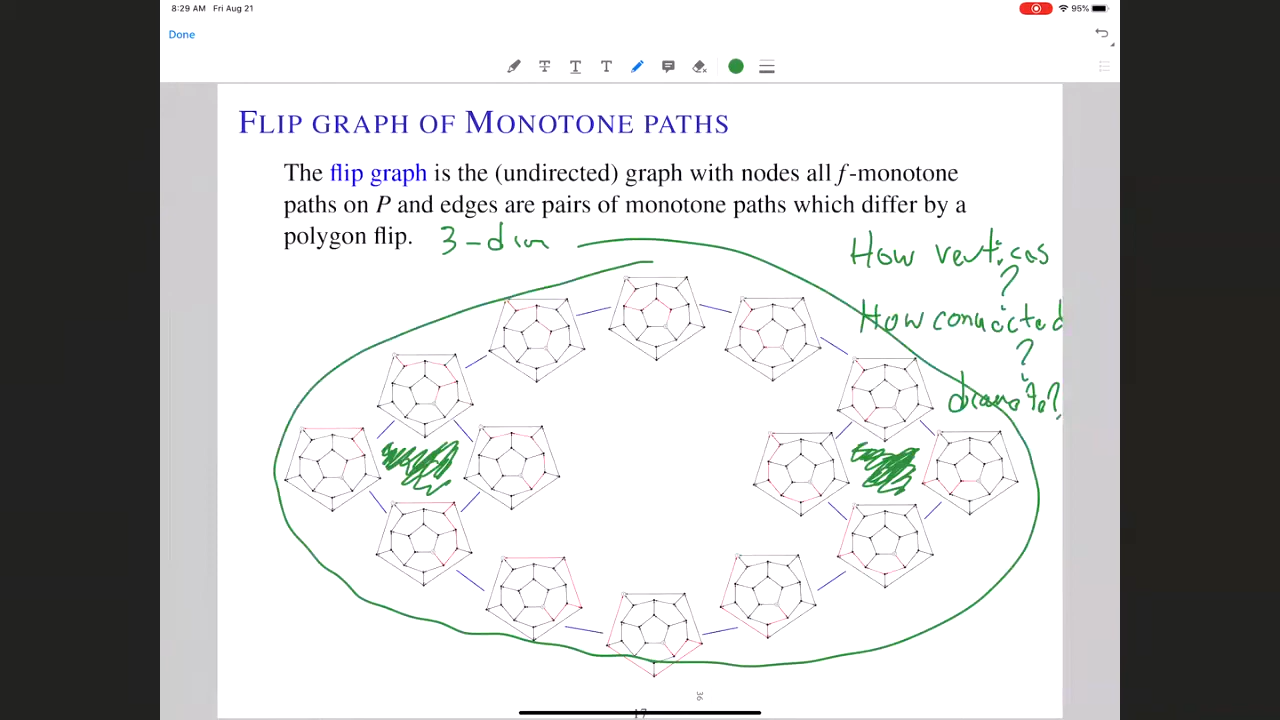 8:29 AM Fri Aug 21
95%
Done
FLIP GRAPH OF MONOTONE PATHS
The flip graph is the (undirected) graph with nodes all f-monotone
paths on P and edges are pairs of monotone paths which differ by a
polygon flip.
3-dim
How vertices
?
How connected
?
36
17